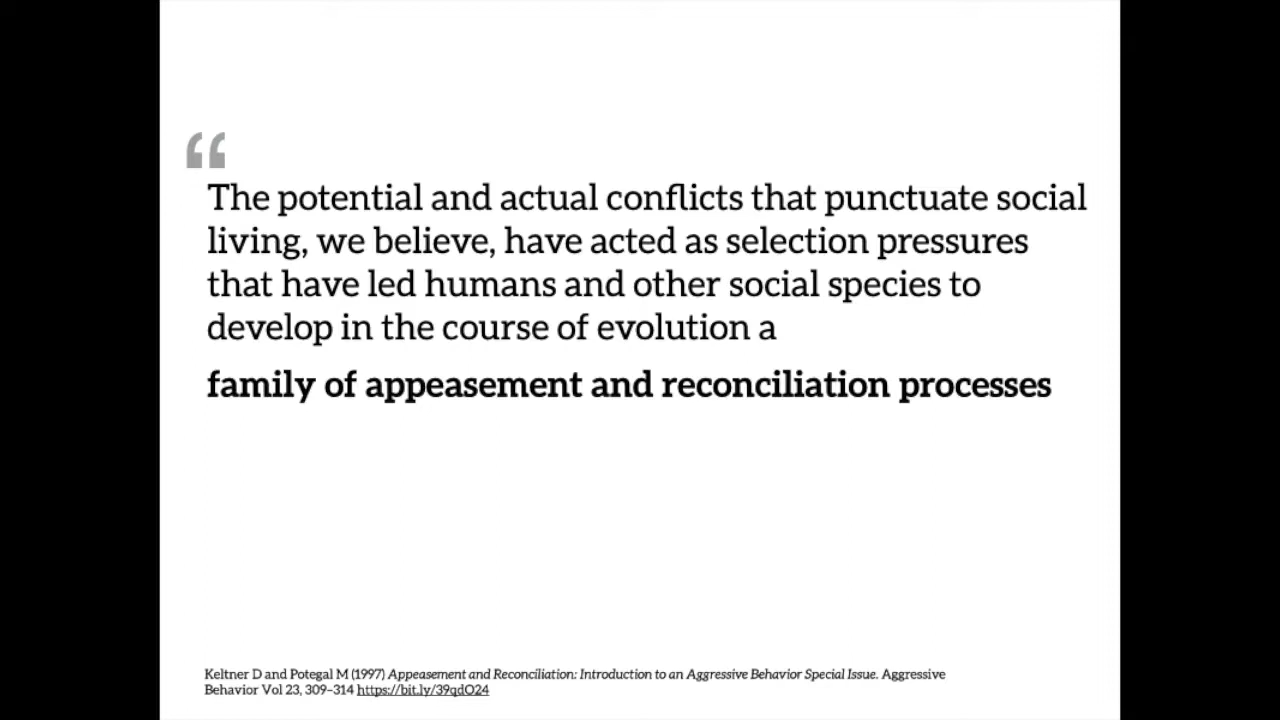 “
The potential and actual conflicts that punctuate social
living, we believe, have acted as selection pressures
that have led humans and other social species to
develop in the course of evolution a
family of appeasement and reconciliation processes
Keltner D and Potegal M (1997) Appeasement and Reconciliation: Introduction to an Aggressive Behavior Special Issue. Aggressive
Behavior Vol 23, 309–314 https://bit.ly/39qdO24